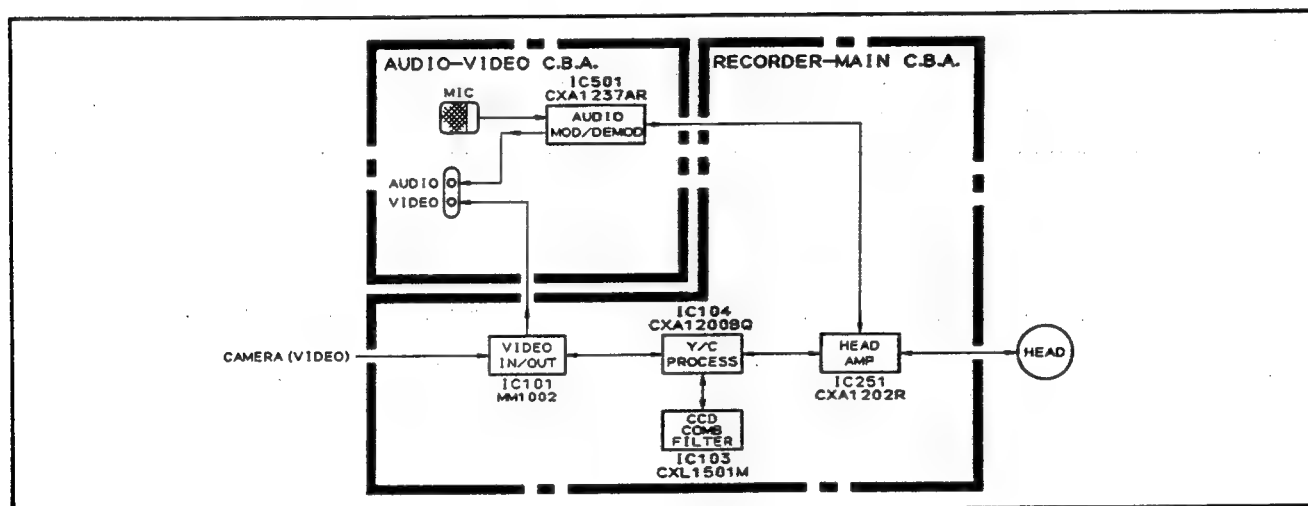 AUDIO-VIDEO C.B.A.
RECORDER-MAIN C.B.A.
IC501
CXA1237AR
MIC
AUDIO
MOD/DEMOD
AUDIO
VIDEO
IC104
CXA1200BQ
CAMERA (VIDEO)
VIDEO
IN/OUT
IC101
MM1002
Y/C
PROCESS
HEAD
AMP
IC251
CXA1202R
HEAD
CCD
COMB
FILTER
IC103
CXL1501M